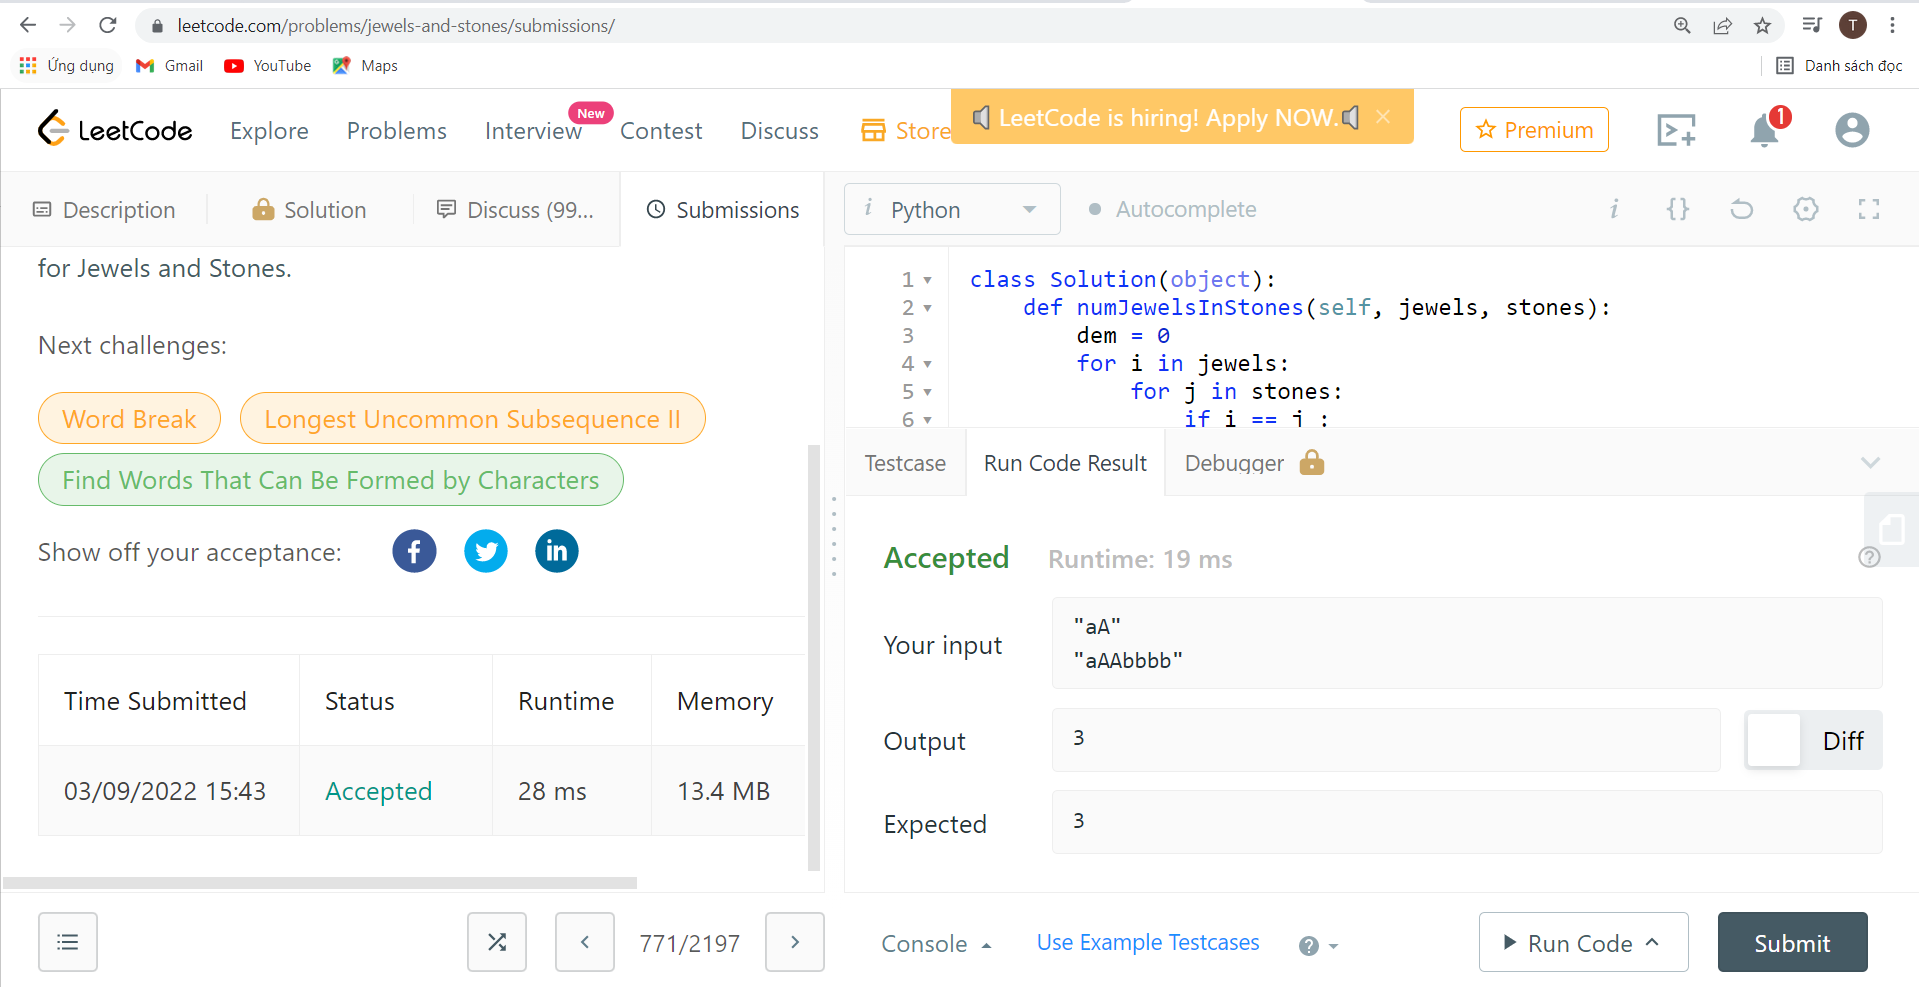 leetcode.com/problems/jewels-and-stones/submissions/
T
Ứng dụng
Gmail
YouTube
Maps
Danh sách đọc
LeetCode
Explore
Problems
Interview
New
Contest
Discuss
Store
LeetCode is hiring! Apply NOW.
Premium
1
Description
Solution
Discuss (99...
Submissions
i Python
Autocomplete
i
{}
for Jewels and Stones.
Next challenges:
Word Break
Longest Uncommon Subsequence II
Find Words That Can Be Formed by Characters
Show off your acceptance:
Time Submitted Status Runtime Memory
03/09/2022 15:43 Accepted 28 ms 13.4 MB
771/2197
1 class Solution(object):
2 def numJewelsInStones(self, jewels, stones):
3 dem = 0
4 for i in jewels:
5 for j in stones:
6 if i == j :
Testcase
Run Code Result
Debugger
Accepted Runtime: 19 ms
Your input
"aA"
"aAAbbbb"
Output
3
Diff
Expected
3
Console
Use Example Testcases
Run Code
Submit